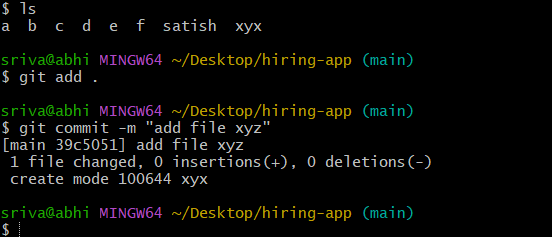 $ ls
a  b  c  d  e  f  satish  xyx
sriva@abhi MINGW64 ~/Desktop/hiring-app (main)
$ git add .
sriva@abhi MINGW64 ~/Desktop/hiring-app (main)
$ git commit -m "add file xyz"
[main 39c5051] add file xyz
 1 file changed, 0 insertions(+), 0 deletions(-)
 create mode 100644 xyx
sriva@abhi MINGW64 ~/Desktop/hiring-app (main)
$